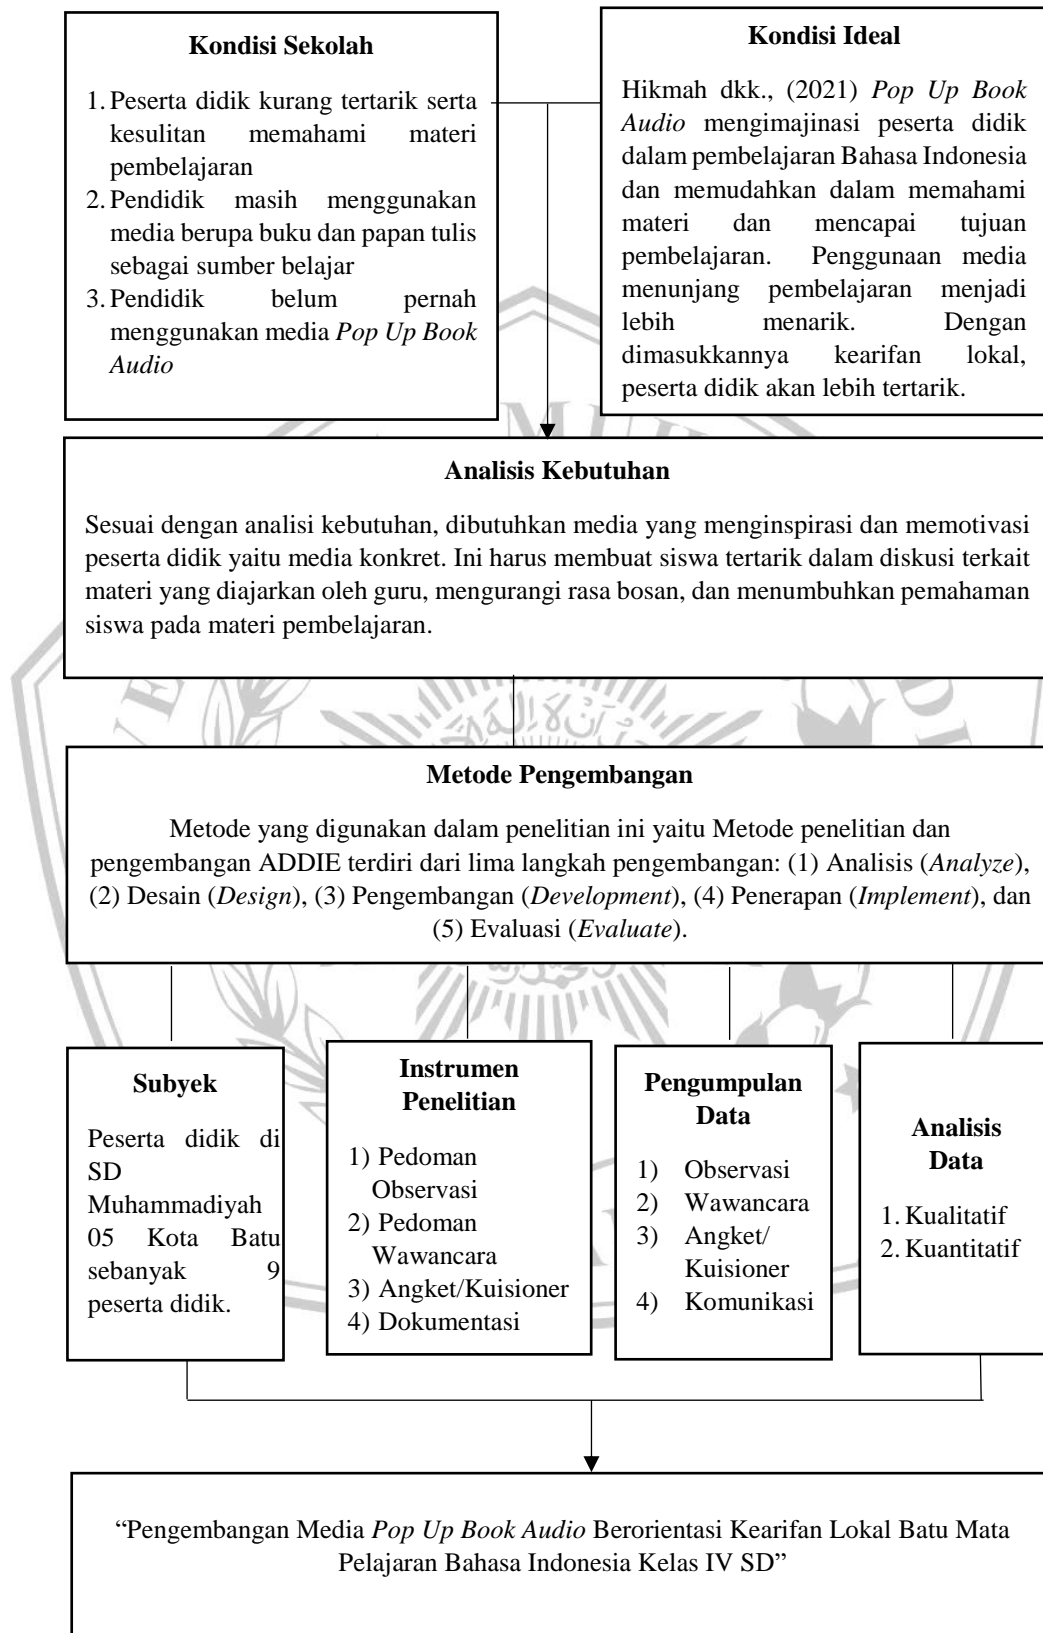 Kondisi Sekolah
1. Peserta didik kurang tertarik serta
kesulitan memahami materi
pembelajaran
2. Pendidik masih menggunakan
media berupa buku dan papan tulis
sebagai sumber belajar
3. Pendidik belum pernah
menggunakan media Pop Up Book
Audio
Kondisi Ideal
Hikmah dkk., (2021) Pop Up Book
Audio mengimajinasi peserta didik
dalam pembelajaran Bahasa Indonesia
dan memudahkan dalam memahami
materi dan mencapai tujuan
pembelajaran. Penggunaan media
menunjang pembelajaran menjadi
lebih menarik. Dengan
dimasukkannya kearifan lokal,
peserta didik akan lebih tertarik.
Analisis Kebutuhan
Sesuai dengan analisi kebutuhan, dibutuhkan media yang menginspirasi dan memotivasi
peserta didik yaitu media konkret. Ini harus membuat siswa tertarik dalam diskusi terkait
materi yang diajarkan oleh guru, mengurangi rasa bosan, dan menumbuhkan pemahaman
siswa pada materi pembelajaran.
Metode Pengembangan
Metode yang digunakan dalam penelitian ini yaitu Metode penelitian dan
pengembangan ADDIE terdiri dari lima langkah pengembangan: (1) Analisis (Analyze),
(2) Desain (Design), (3) Pengembangan (Development), (4) Penerapan (Implement), dan
(5) Evaluasi (Evaluate).
Subyek
Peserta didik di
SD
Muhammadiyah
05 Kota Batu
sebanyak 9
peserta didik.
Instrumen
Penelitian
1) Pedoman
Observasi
2) Pedoman
Wawancara
3) Angket/Kuisioner
4) Dokumentasi
Pengumpulan
Data
1) Observasi
2) Wawancara
3) Angket/
Kuisioner
4) Komunikasi
Analisis
Data
1. Kualitatif
2. Kuantitatif
“Pengembangan Media Pop Up Book Audio Berorientasi Kearifan Lokal Batu Mata
Pelajaran Bahasa Indonesia Kelas IV SD”